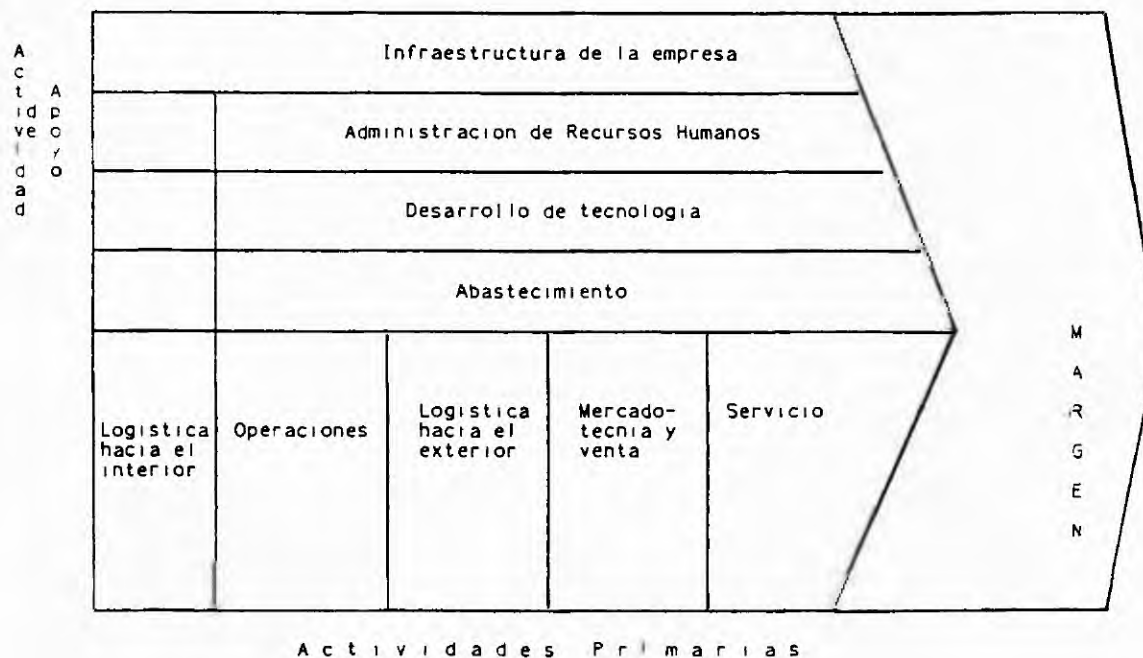 Actividad
de Apoyo
Infraestructura de la empresa
Administracion de Recursos Humanos
Desarrollo de tecnologia
Abastecimiento
Logistica
hacia el
interior
Operaciones
Logistica
hacia el
exterior
Mercado-
tecnia y
venta
Servicio
MARGEN
Actividades Primarias